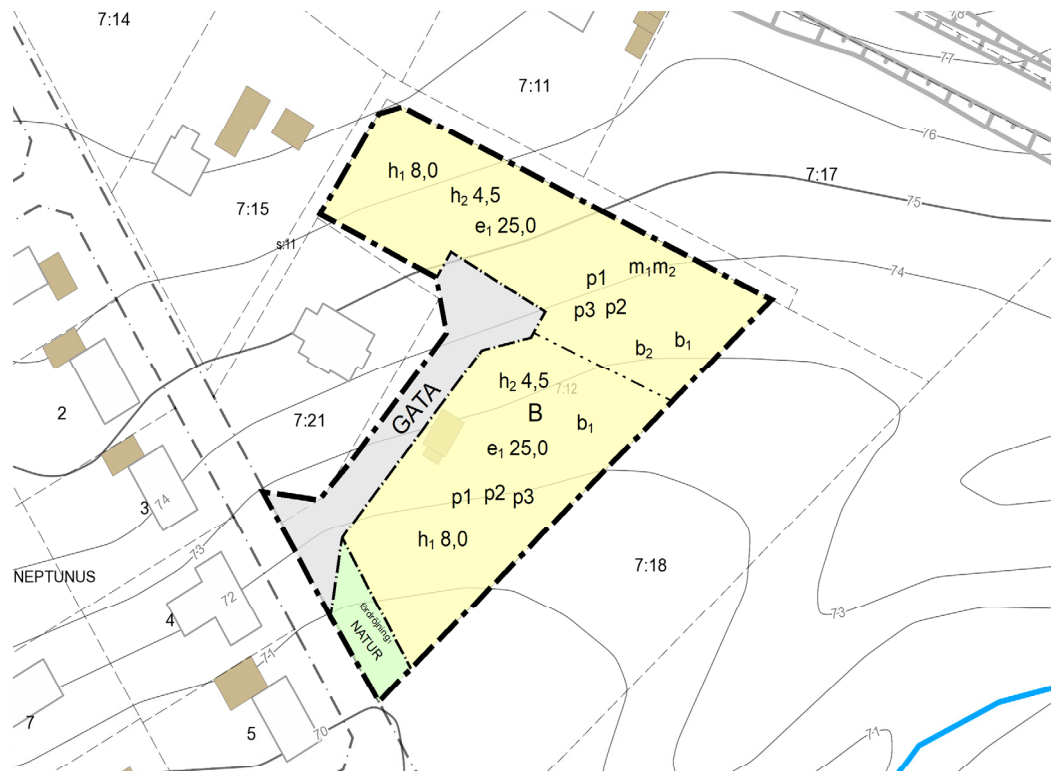 7:14
78
77
7:11
76
h₁ 8,0
7:17
h₂ 4,5
75
7:15
e₁ 25,0
s:11
m₁m₂
74
p1
p3 p2
b₂
b₁
h₂ 4,5
7:12
2
B
GATA
b₁
7:21
e₁ 25,0
p1 p2 p3
74
3
h₁ 8,0
73
7:18
NEPTUNUS
72
fördröjning₁
73
4
NATUR
71
7
5
70
71